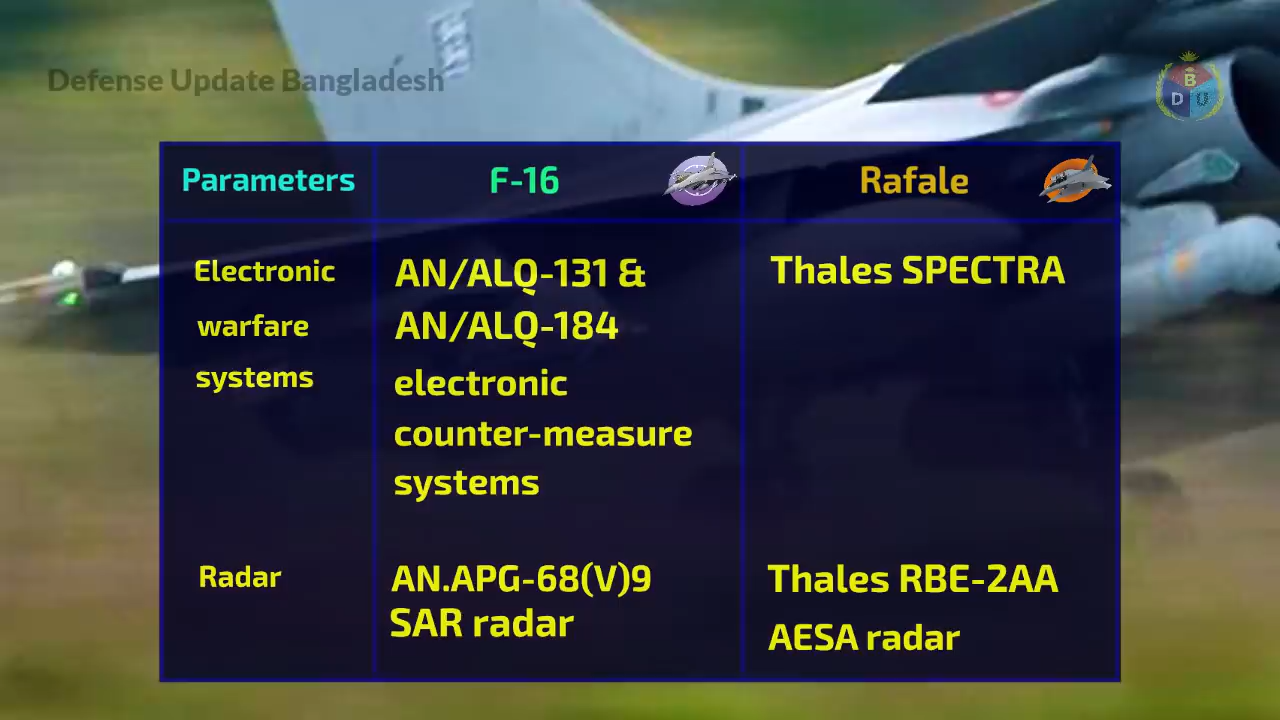 Defense Update Bangladesh
B
D U
Parameters F-16 Rafale
Electronic AN/ALQ-131 & Thales SPECTRA
warfare AN/ALQ-184
systems electronic
counter-measure
systems
Radar AN.APG-68(V)9 Thales RBE-2AA
SAR radar AESA radar